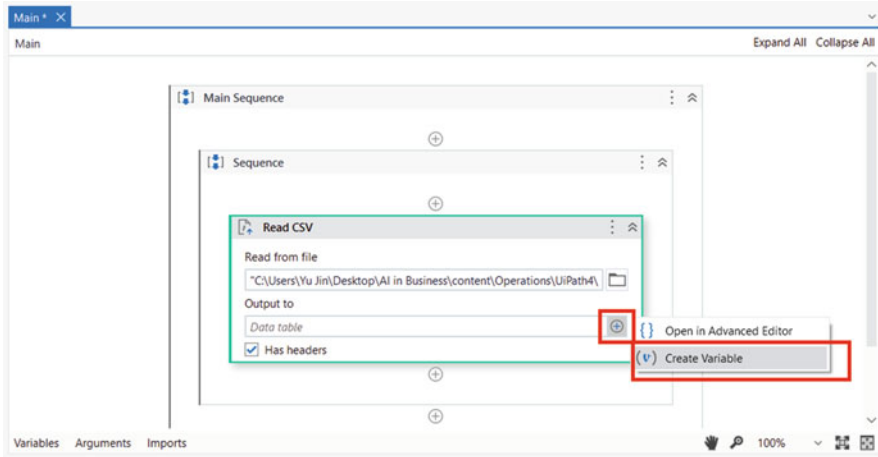 Main *
Main
Expand All Collapse All
Main Sequence
Sequence
Read CSV
Read from file
"C:\Users\Yu Jin\Desktop\AI in Business\content\Operations\UiPath4\
Output to
Data table
Has headers
{ } Open in Advanced Editor
(v) Create Variable
Variables Arguments Imports
100%